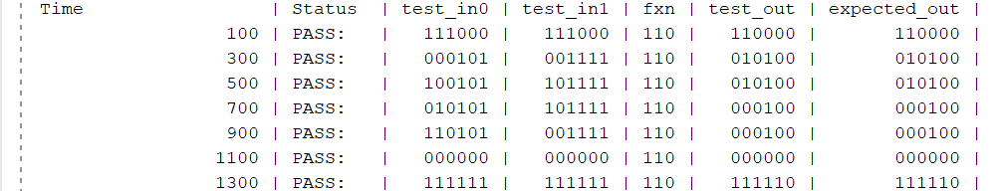 Time | Status | test_in0 | test_in1 | fxn | test_out | expected_out |
100 | PASS: | 111000 | 111000 | 110 | 110000 | 110000 |
300 | PASS: | 000101 | 001111 | 110 | 010100 | 010100 |
500 | PASS: | 100101 | 101111 | 110 | 010100 | 010100 |
700 | PASS: | 010101 | 101111 | 110 | 000100 | 000100 |
900 | PASS: | 110101 | 001111 | 110 | 000100 | 000100 |
1100 | PASS: | 000000 | 000000 | 110 | 000000 | 000000 |
1300 | PASS: | 111111 | 111111 | 110 | 111110 | 111110 |